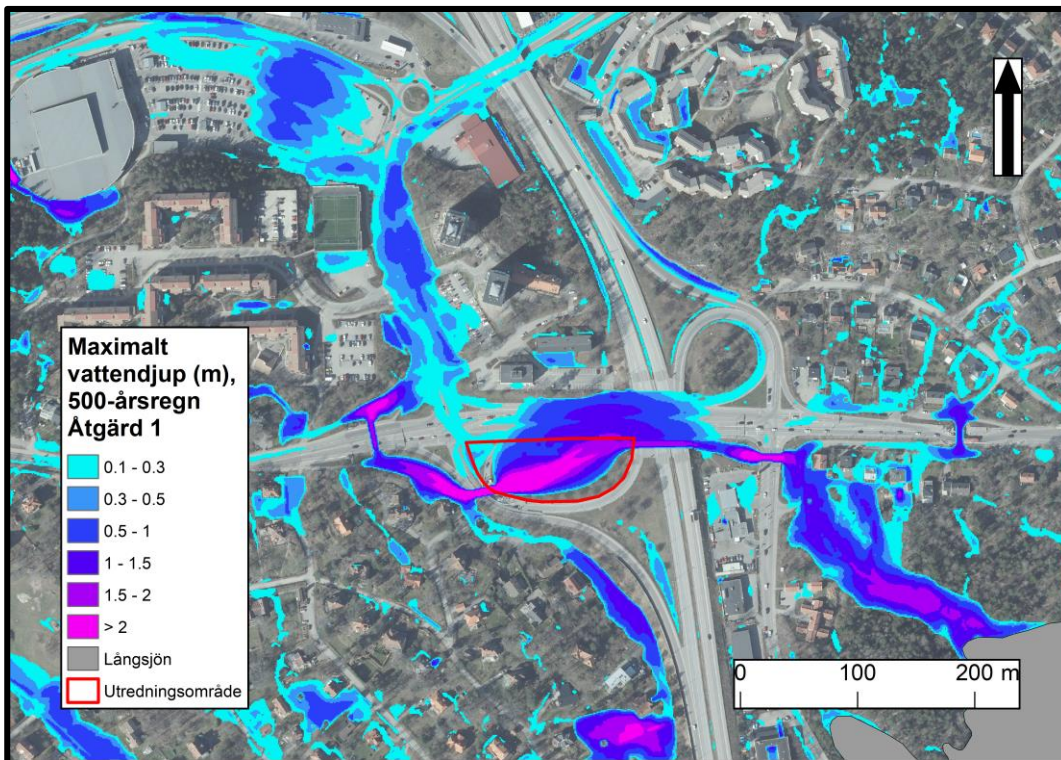 Maximalt
vattendjup (m),
500-årsregn
Åtgärd 1
0.1 - 0.3
0.3 - 0.5
0.5 - 1
1 - 1.5
1.5 - 2
> 2
Långsjön
Utredningsområde
0 100 200 m